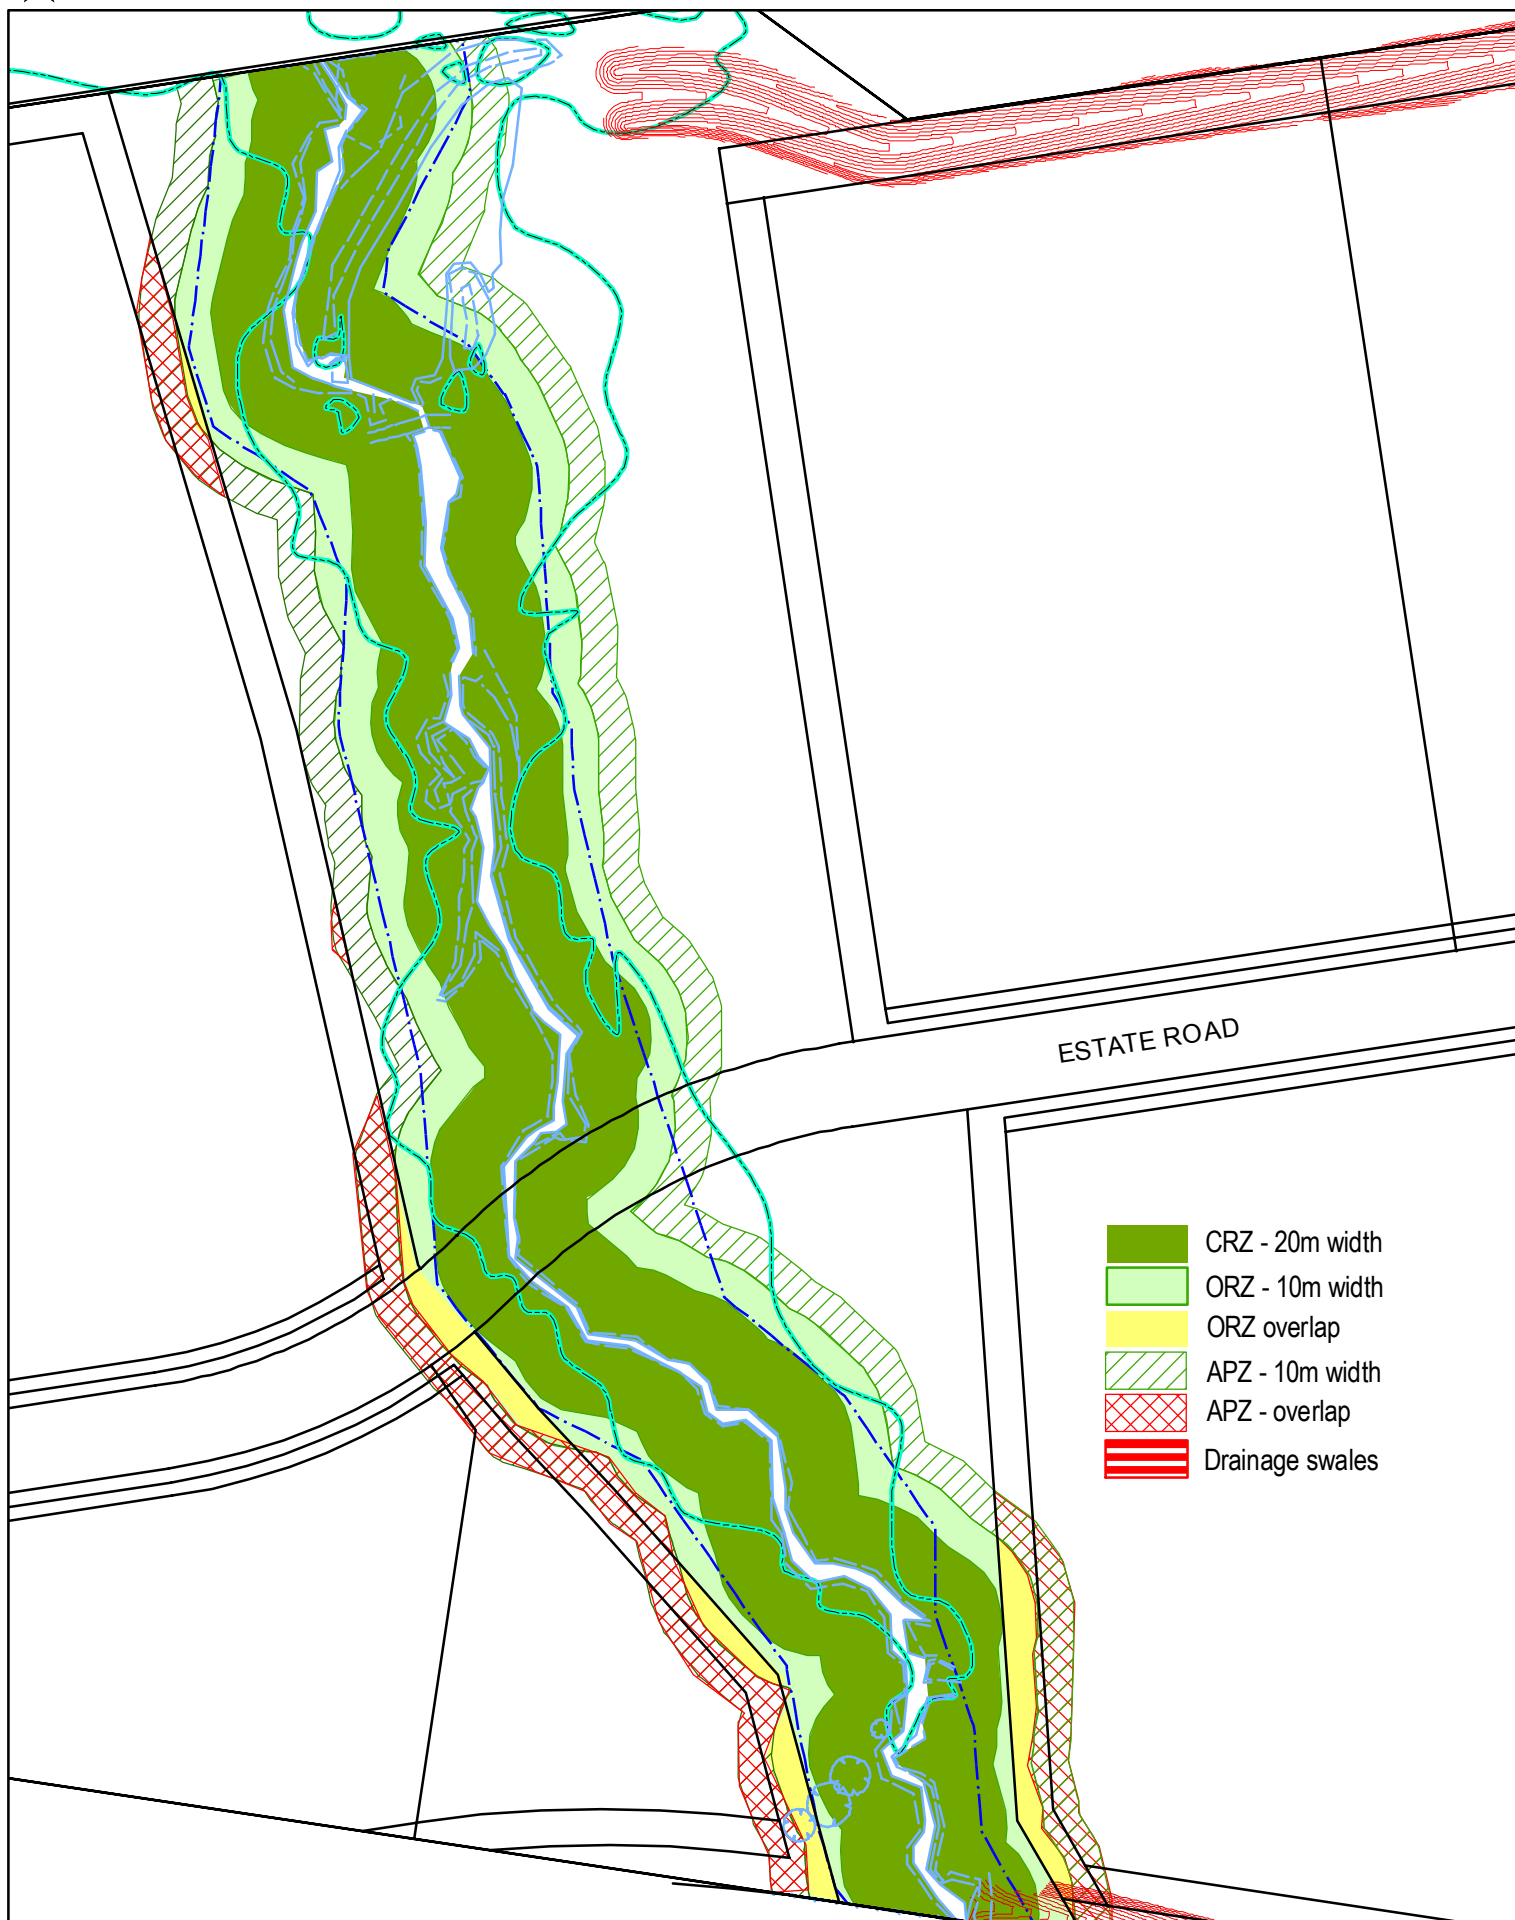 ESTATE ROAD
CRZ - 20m width
ORZ - 10m width
ORZ overlap
APZ - 10m width
APZ - overlap
Drainage swales